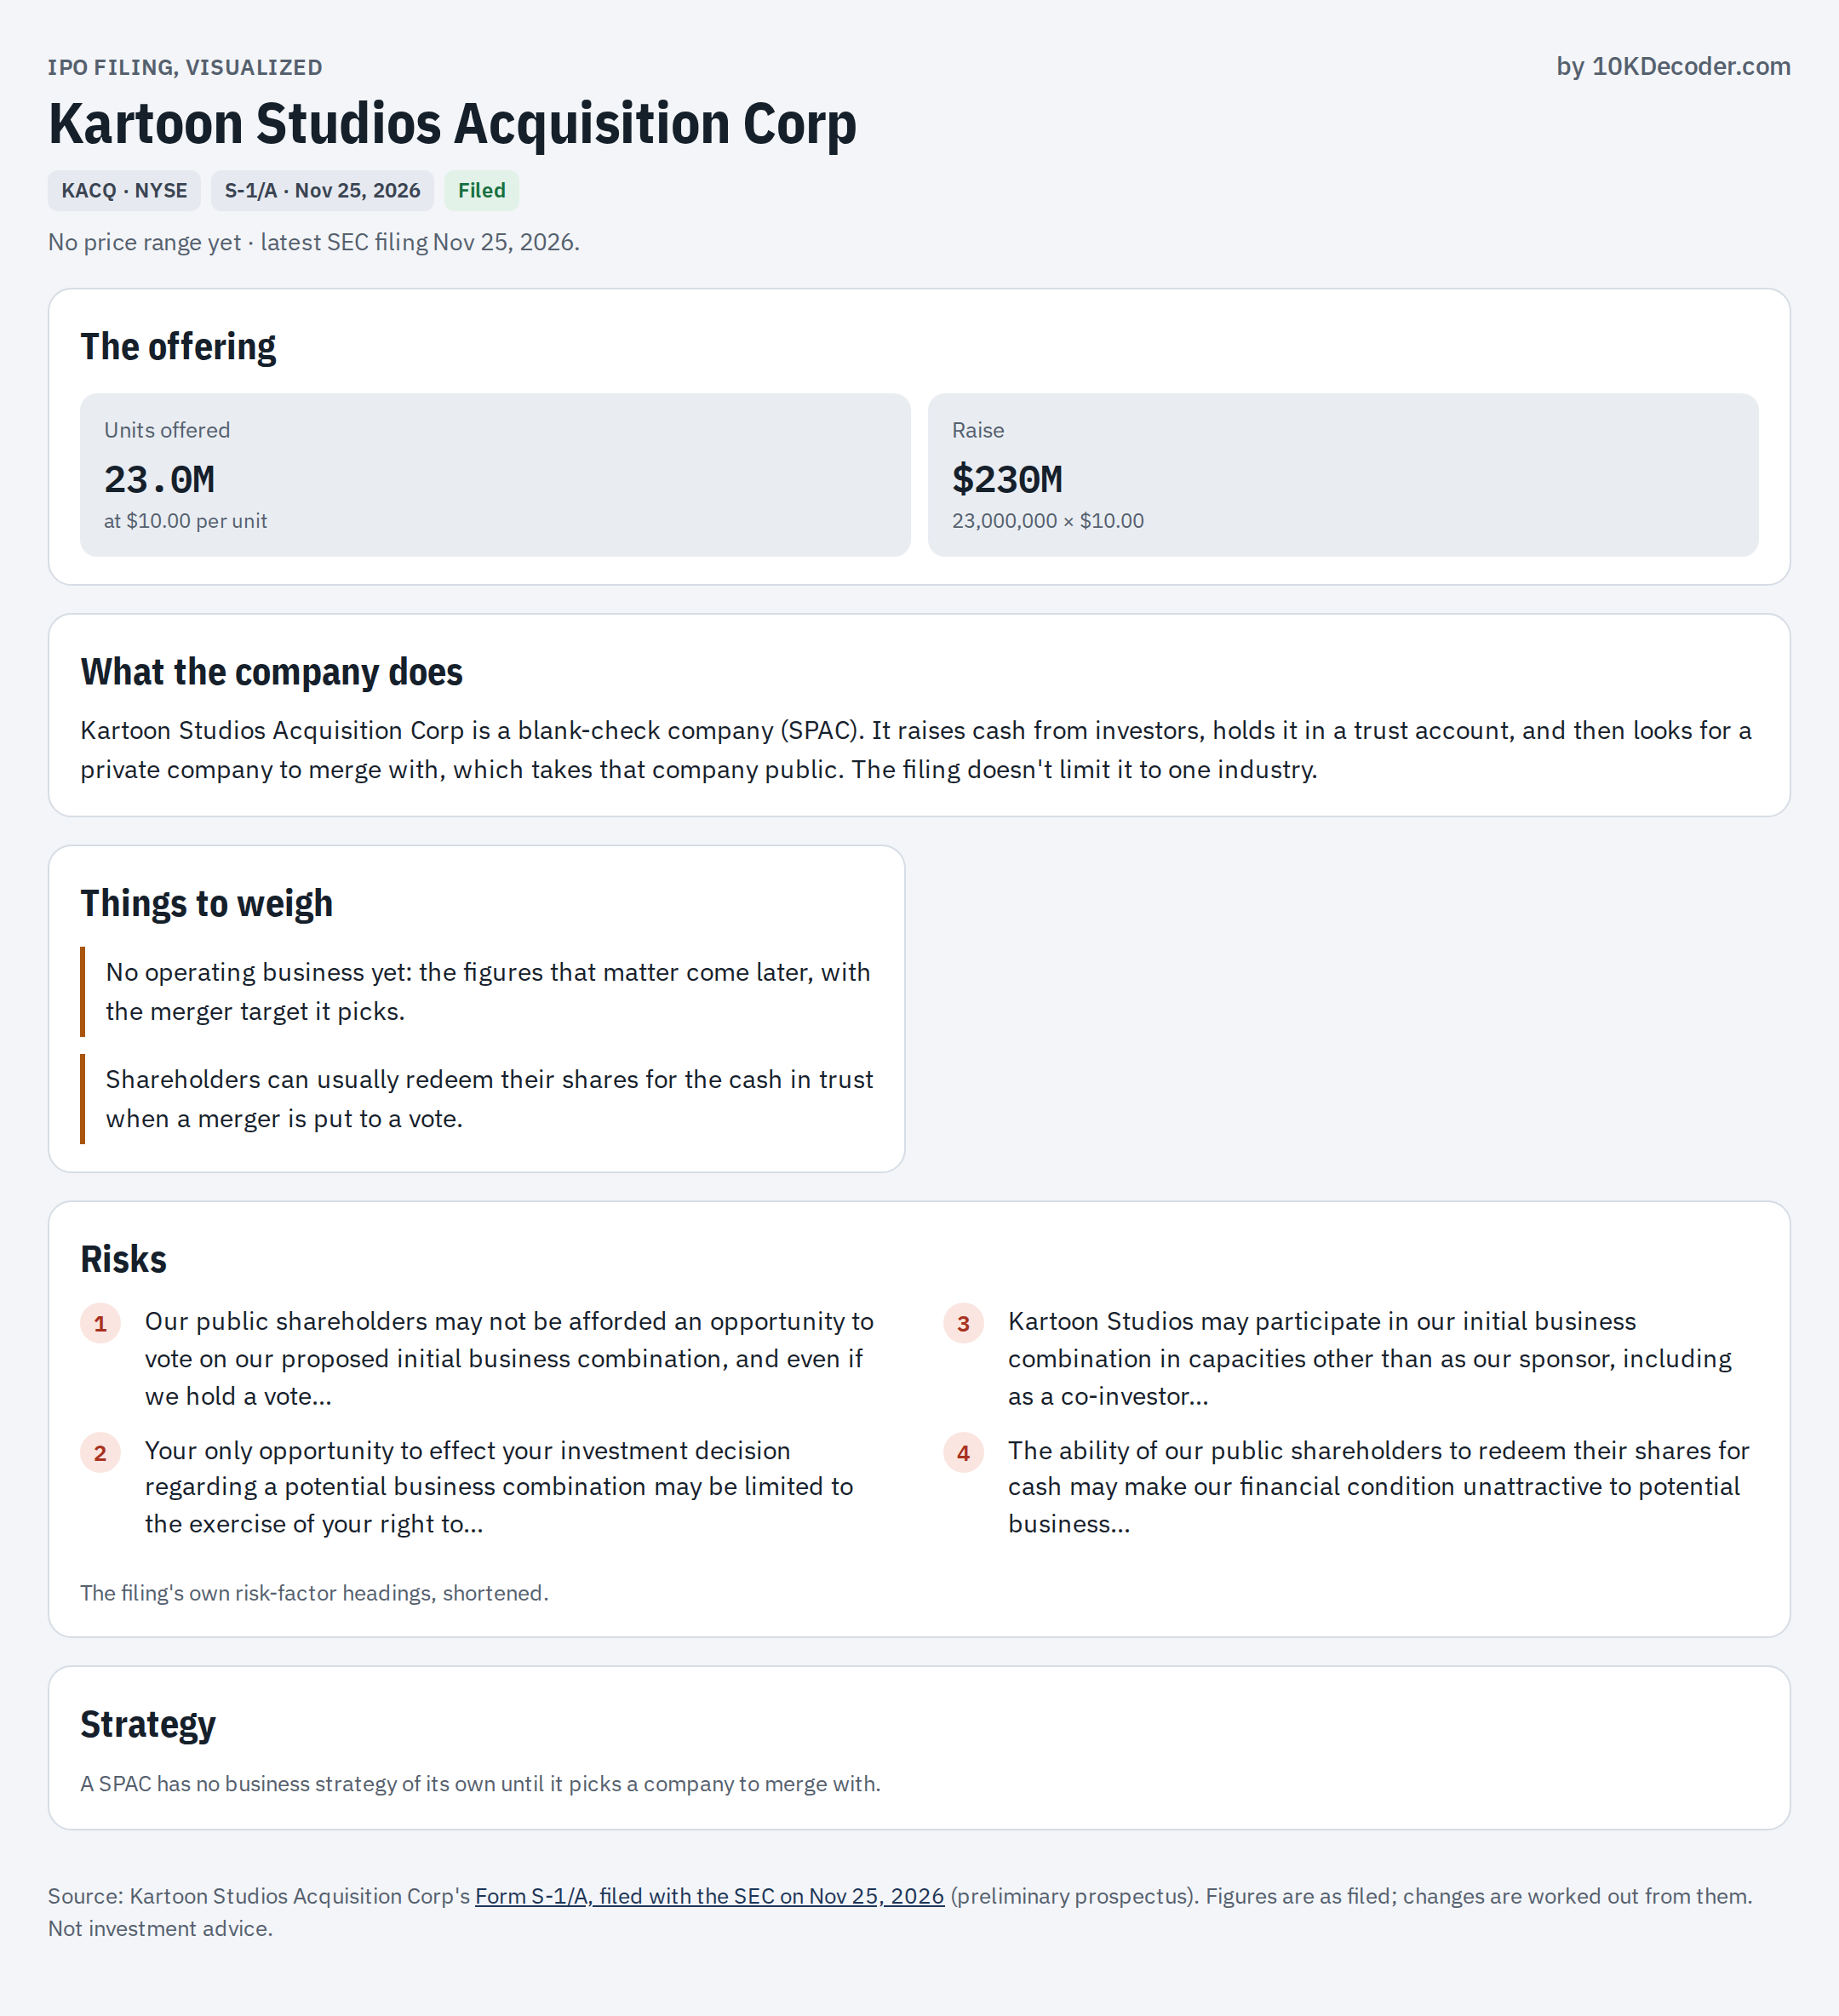 IPO FILING, VISUALIZED
by 10KDecoder.com
Kartoon Studios Acquisition Corp
KACQ · NYSE
S-1/A · Nov 25, 2026
Filed
No price range yet · latest SEC filing Nov 25, 2026.
The offering
Units offered
23.0M
at $10.00 per unit
Raise
$230M
23,000,000 × $10.00
What the company does
Kartoon Studios Acquisition Corp is a blank-check company (SPAC). It raises cash from investors, holds it in a trust account, and then looks for a
private company to merge with, which takes that company public. The filing doesn't limit it to one industry.
Things to weigh
No operating business yet: the figures that matter come later, with
the merger target it picks.
Shareholders can usually redeem their shares for the cash in trust
when a merger is put to a vote.
Risks
1
Our public shareholders may not be afforded an opportunity to
vote on our proposed initial business combination, and even if
we hold a vote...
2
Your only opportunity to effect your investment decision
regarding a potential business combination may be limited to
the exercise of your right to...
3
Kartoon Studios may participate in our initial business
combination in capacities other than as our sponsor, including
as a co-investor...
4
The ability of our public shareholders to redeem their shares for
cash may make our financial condition unattractive to potential
business...
The filing's own risk-factor headings, shortened.
Strategy
A SPAC has no business strategy of its own until it picks a company to merge with.
Source: Kartoon Studios Acquisition Corp's Form S-1/A, filed with the SEC on Nov 25, 2026 (preliminary prospectus). Figures are as filed; changes are worked out from them.
Not investment advice.